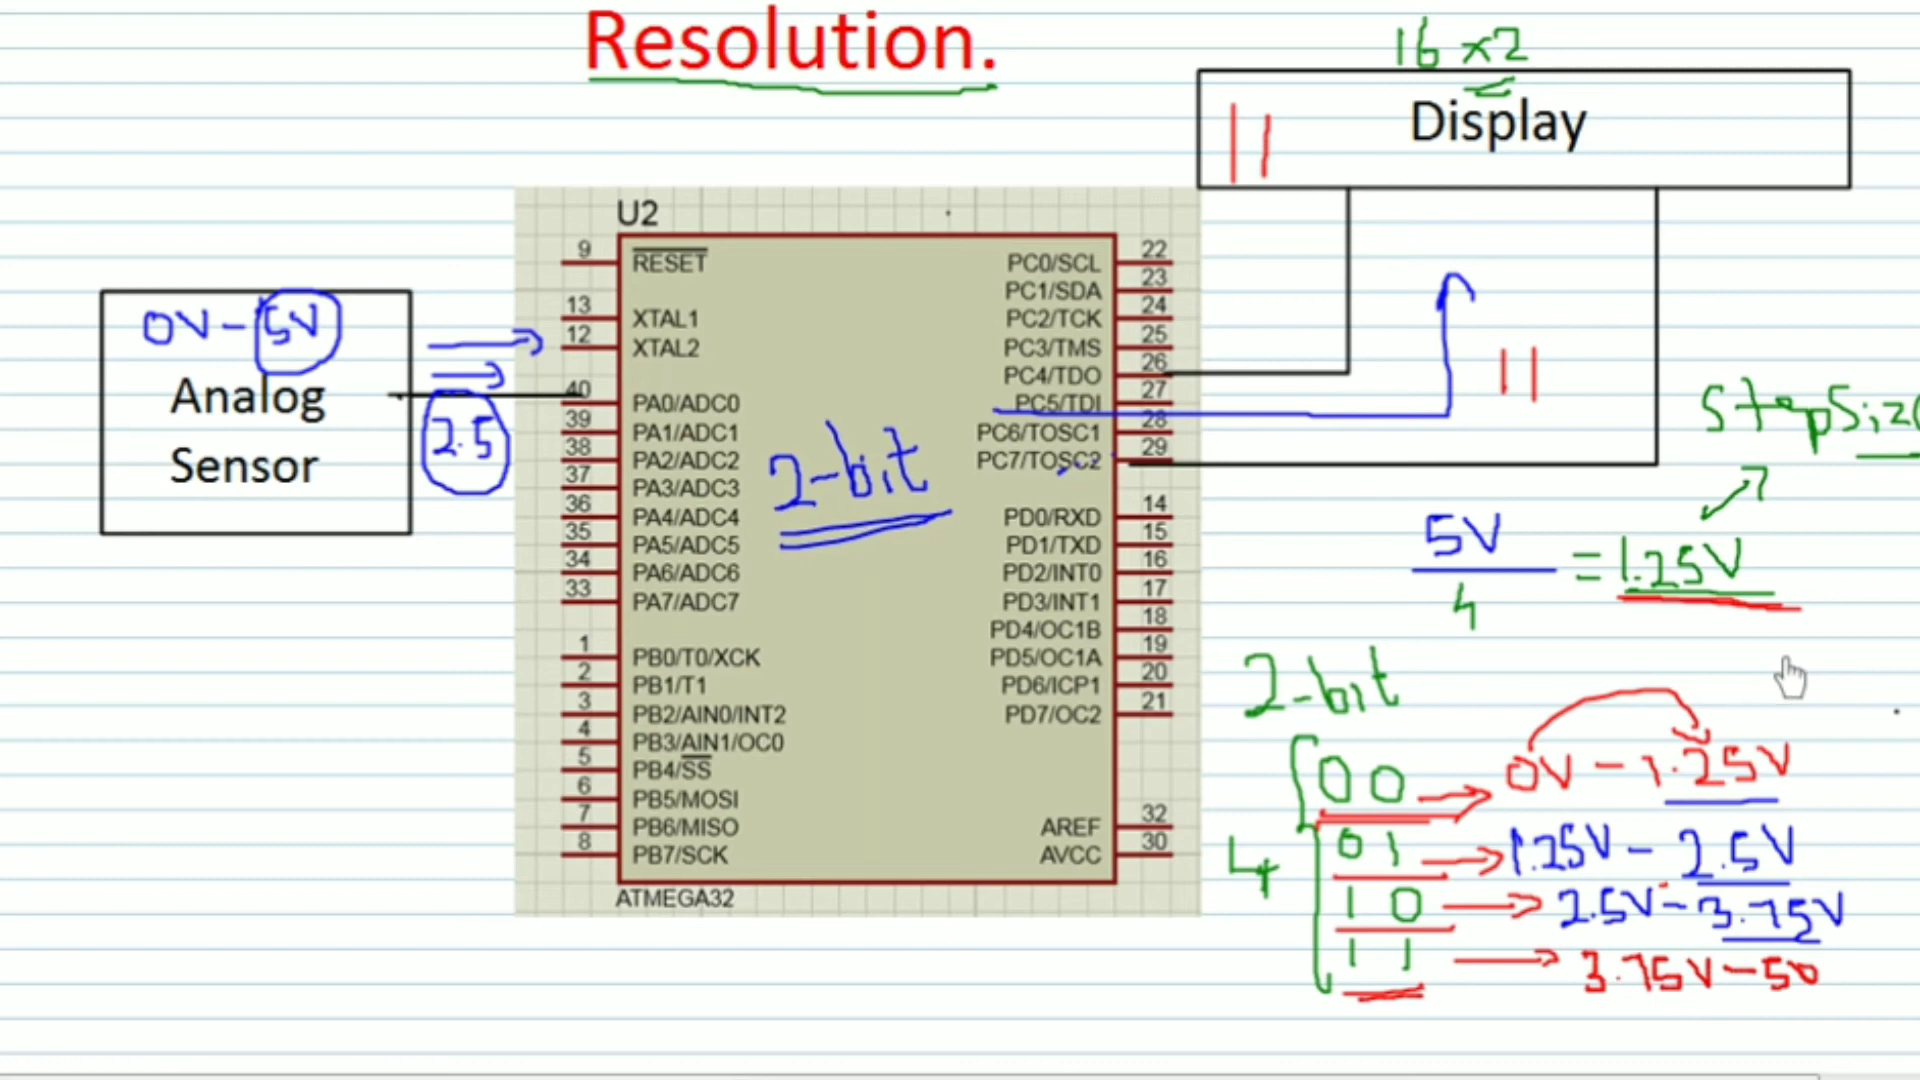 Resolution.
16 x2
Display
11
U2
9 RESET
13 XTAL1
12 XTAL2
40 PA0/ADC0
39 PA1/ADC1
38 PA2/ADC2
37 PA3/ADC3
36 PA4/ADC4
35 PA5/ADC5
34 PA6/ADC6
33 PA7/ADC7
1 PB0/T0/XCK
2 PB1/T1
3 PB2/AIN0/INT2
4 PB3/AIN1/OC0
5 PB4/SS
6 PB5/MOSI
7 PB6/MISO
8 PB7/SCK
PC0/SCL 22
PC1/SDA 23
PC2/TCK 24
PC3/TMS 25
PC4/TDO 26
PC5/TDI 27
PC6/TOSC1 28
PC7/TOSC2 29
PD0/RXD 14
PD1/TXD 15
PD2/INT0 16
PD3/INT1 17
PD4/OC1B 18
PD5/OC1A 19
PD6/ICP1 20
PD7/OC2 21
AREF 32
AVCC 30
ATMEGA32
2-bit
0V - 5V
Analog
Sensor
2.5
11
StepSize
5V
4
= 1.25V
2-bit
4
00 → 0V - 1.25V
01 → 1.25V - 2.5V
10 → 2.5V - 3.75V
11 → 3.75V - 50